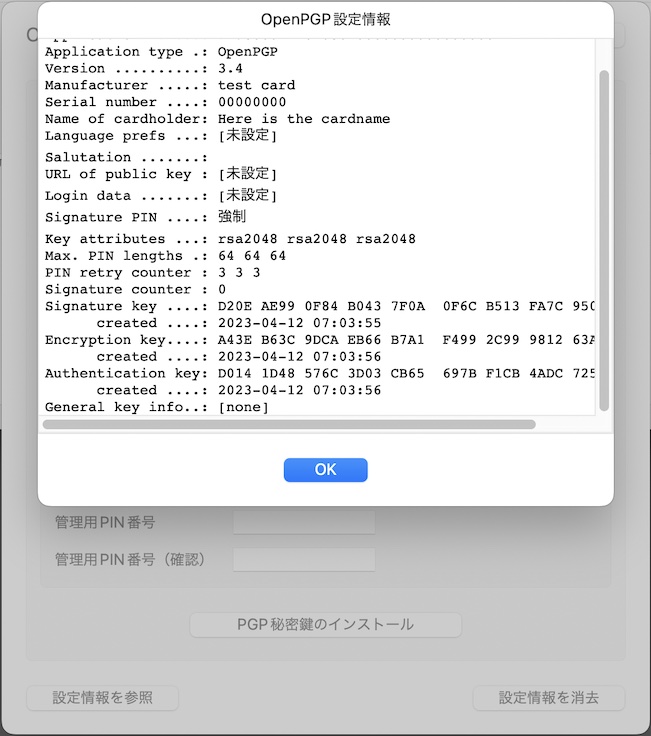 OpenPGP設定情報
Application type .: OpenPGP
Version ..........: 3.4
Manufacturer .....: test card
Serial number ....: 00000000
Name of cardholder: Here is the cardname
Language prefs ...: [未設定]
Salutation .......:
URL of public key : [未設定]
Login data .......: [未設定]
Signature PIN ....: 強制
Key attributes ...: rsa2048 rsa2048 rsa2048
Max. PIN lengths .: 64 64 64
PIN retry counter : 3 3 3
Signature counter : 0
Signature key ....: D20E AE99 0F84 B043 7F0A  0F6C B513 FA7C 950
created ....: 2023-04-12 07:03:55
Encryption key....: A43E B63C 9DCA EB66 B7A1  F499 2C99 9812 63A
created ....: 2023-04-12 07:03:56
Authentication key: D014 1D48 576C 3D03 CB65  697B F1CB 4ADC 725
created ....: 2023-04-12 07:03:56
General key info..: [none]
OK
管理用PIN番号
管理用PIN番号（確認）
PGP秘密鍵のインストール
設定情報を参照
設定情報を消去